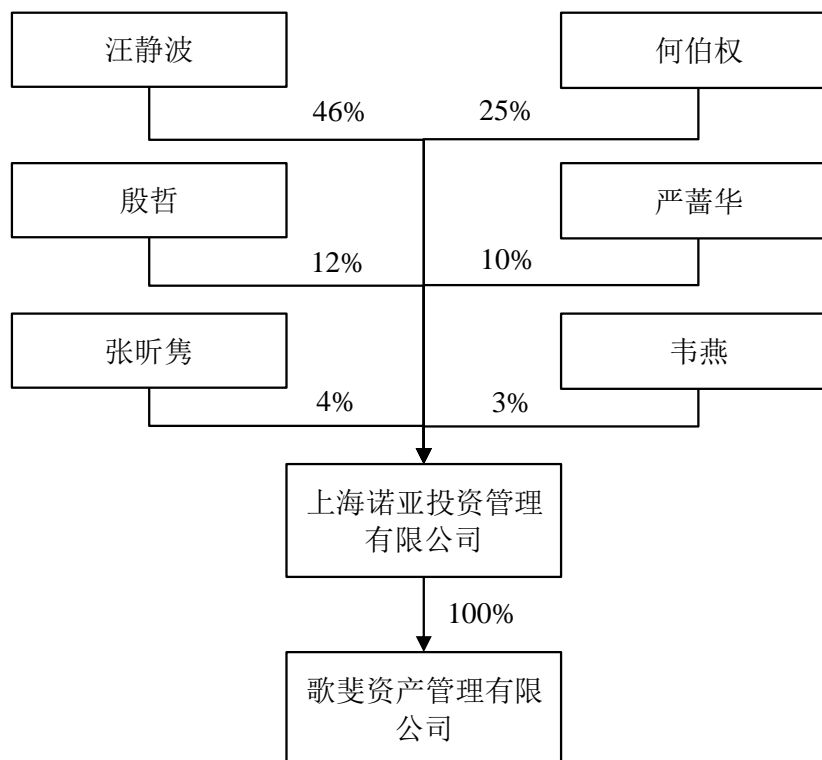 汪静波
何伯权
46%
25%
殷哲
严蔷华
12%
10%
张昕隽
韦燕
4%
3%
上海诺亚投资管理
有限公司
100%
歌斐资产管理有限
公司